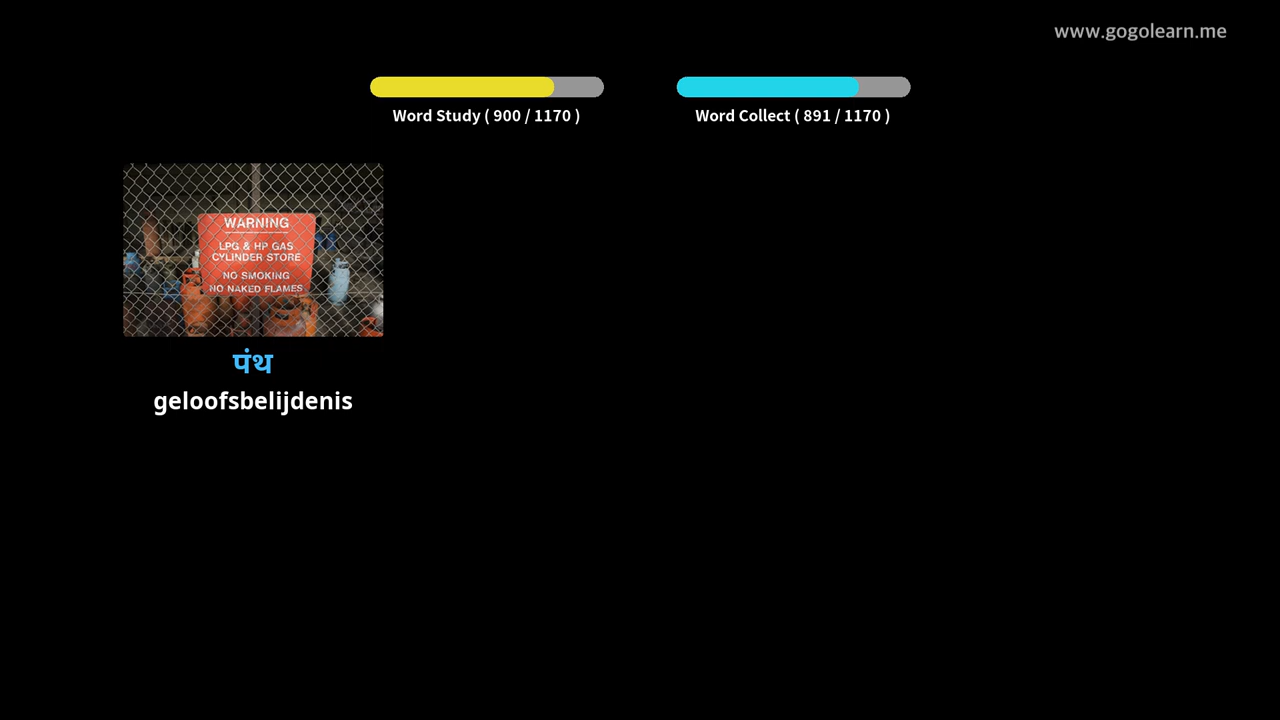 www.gogolearn.me
Word Study ( 900 / 1170 )
Word Collect ( 891 / 1170 )
WARNING
LPG & HP GAS
CYLINDER STORE
NO SMOKING
NO NAKED FLAMES
पंथ
geloofsbelijdenis